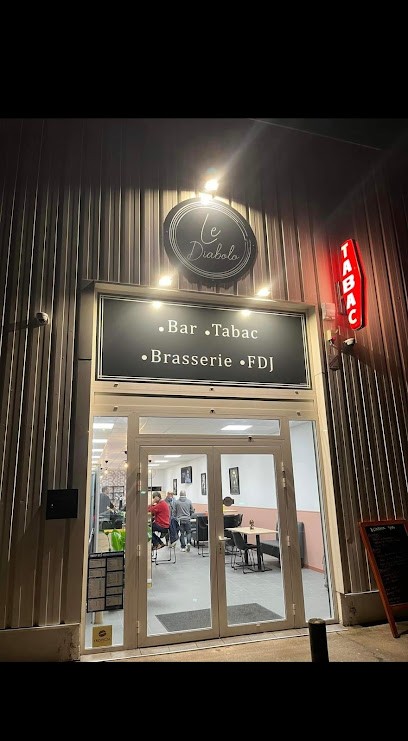 Le
Diabolo
•Bar •Tabac
•Brasserie •FDJ
TABAC